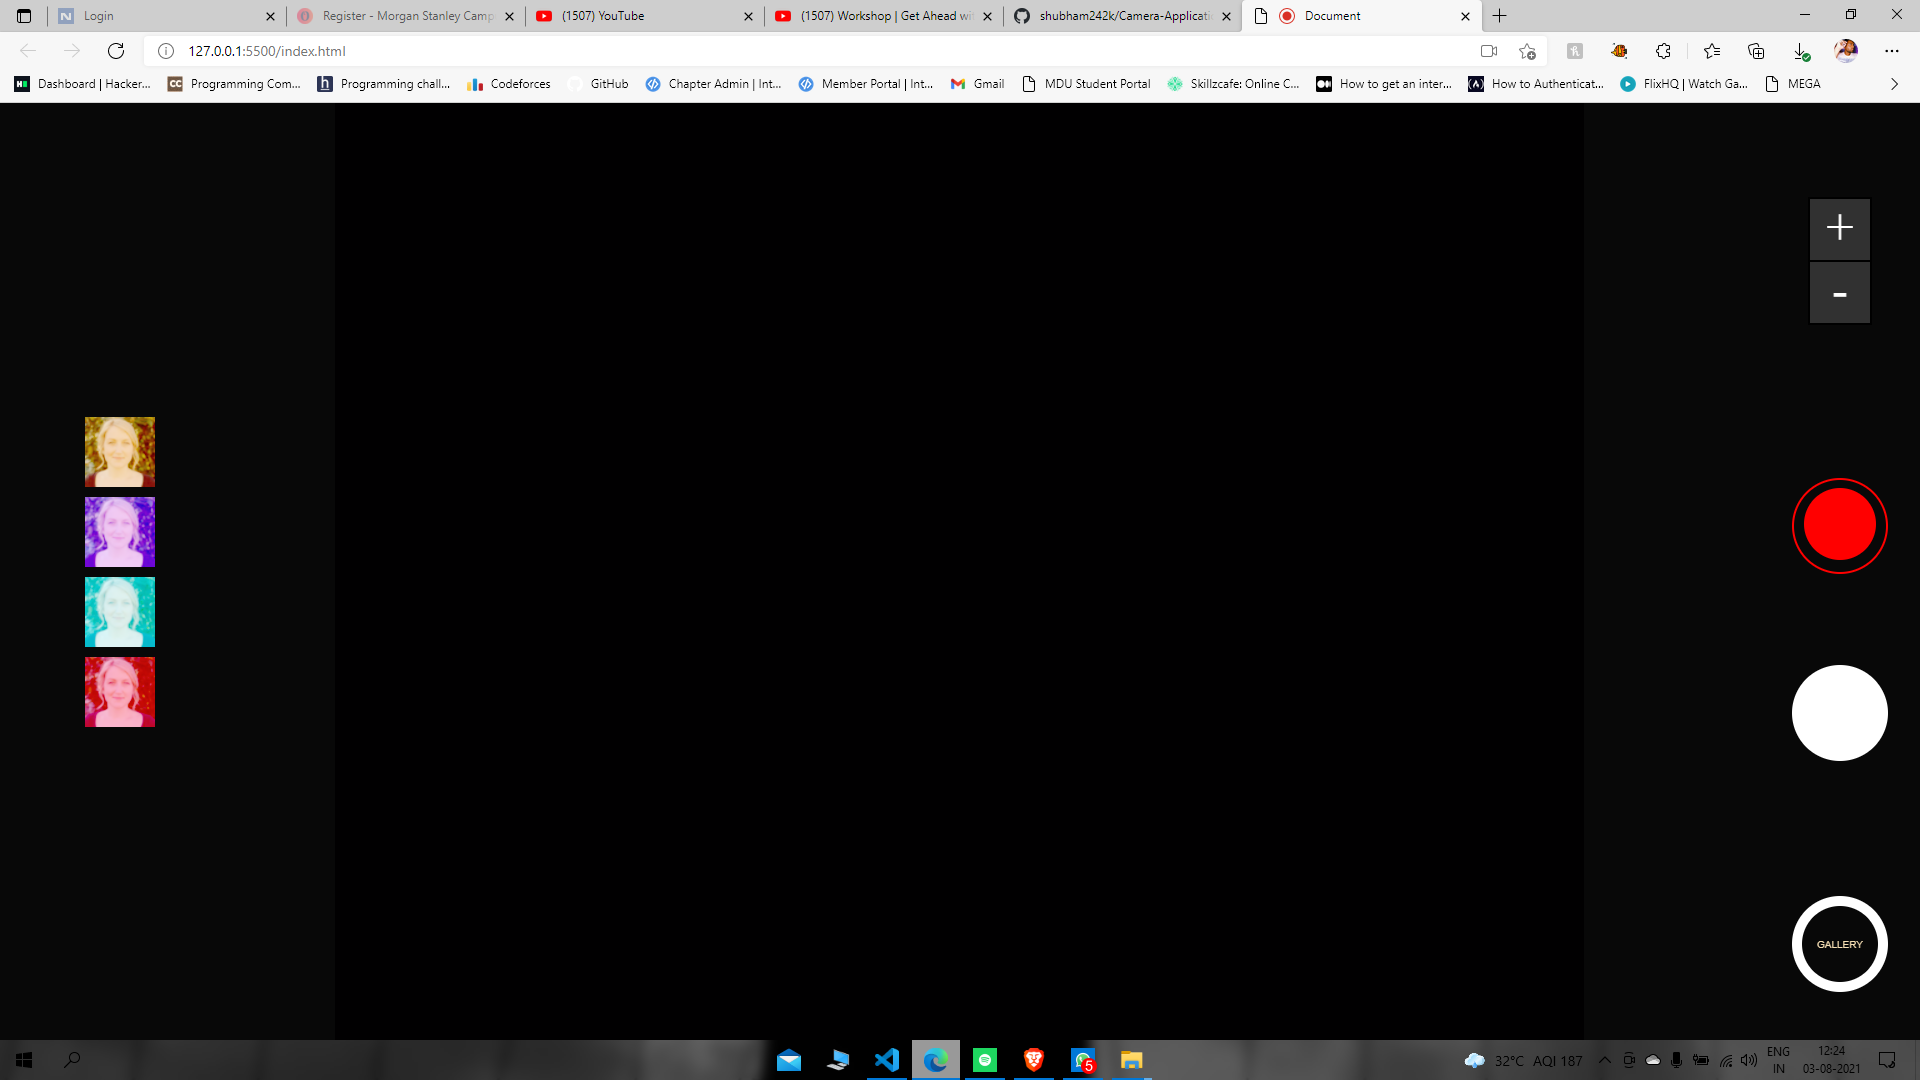 Login
Register - Morgan Stanley Camp
(1507) YouTube
(1507) Workshop | Get Ahead wi
shubham242k/Camera-Applicati
Document
127.0.0.1:5500/index.html
Dashboard | Hacker...
CC
Programming Com...
h
Programming chall...
Codeforces
GitHub
Chapter Admin | Int...
Member Portal | Int...
Gmail
MDU Student Portal
Skillzcafe: Online C...
How to get an inter...
How to Authenticat...
FlixHQ | Watch Ga...
MEGA
+
-
GALLERY
5
32°C AQI 187
ENG
IN
12:24
03-08-2021